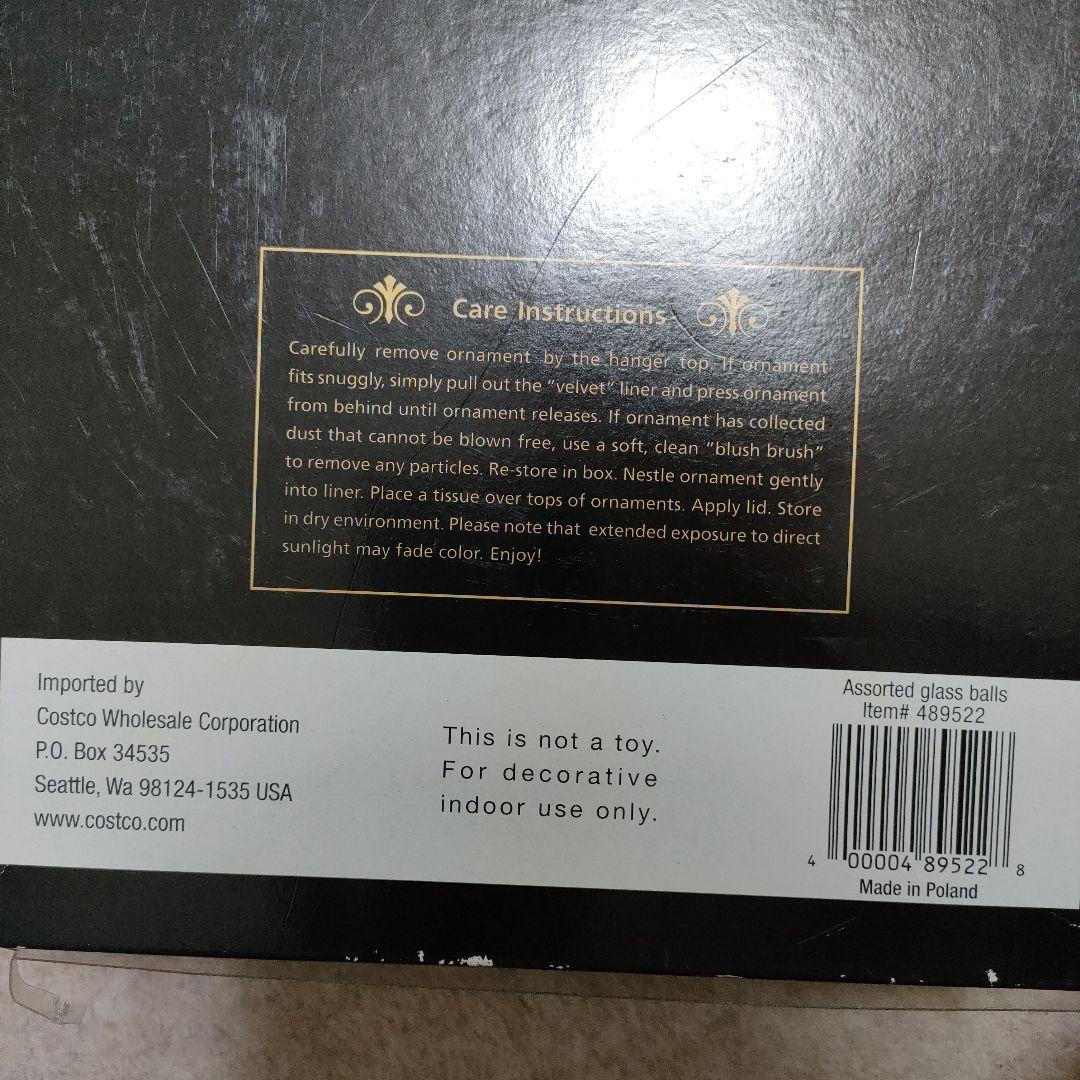 Care Instructions
Carefully remove ornament by the hanger top. If ornament
fits snuggly, simply pull out the "velvet" liner and press ornament
from behind until ornament releases. If ornament has collected
dust that cannot be blown free, use a soft, clean "blush brush"
to remove any particles. Re-store in box. Nestle ornament gently
into liner. Place a tissue over tops of ornaments. Apply lid. Store
in dry environment. Please note that extended exposure to direct
sunlight may fade color. Enjoy!
Imported by
Costco Wholesale Corporation
P.O. Box 34535
Seattle, Wa 98124-1535 USA
www.costco.com
This is not a toy.
For decorative
indoor use only.
Assorted glass balls
Item# 489522
4 00004 89522 8
Made in Poland